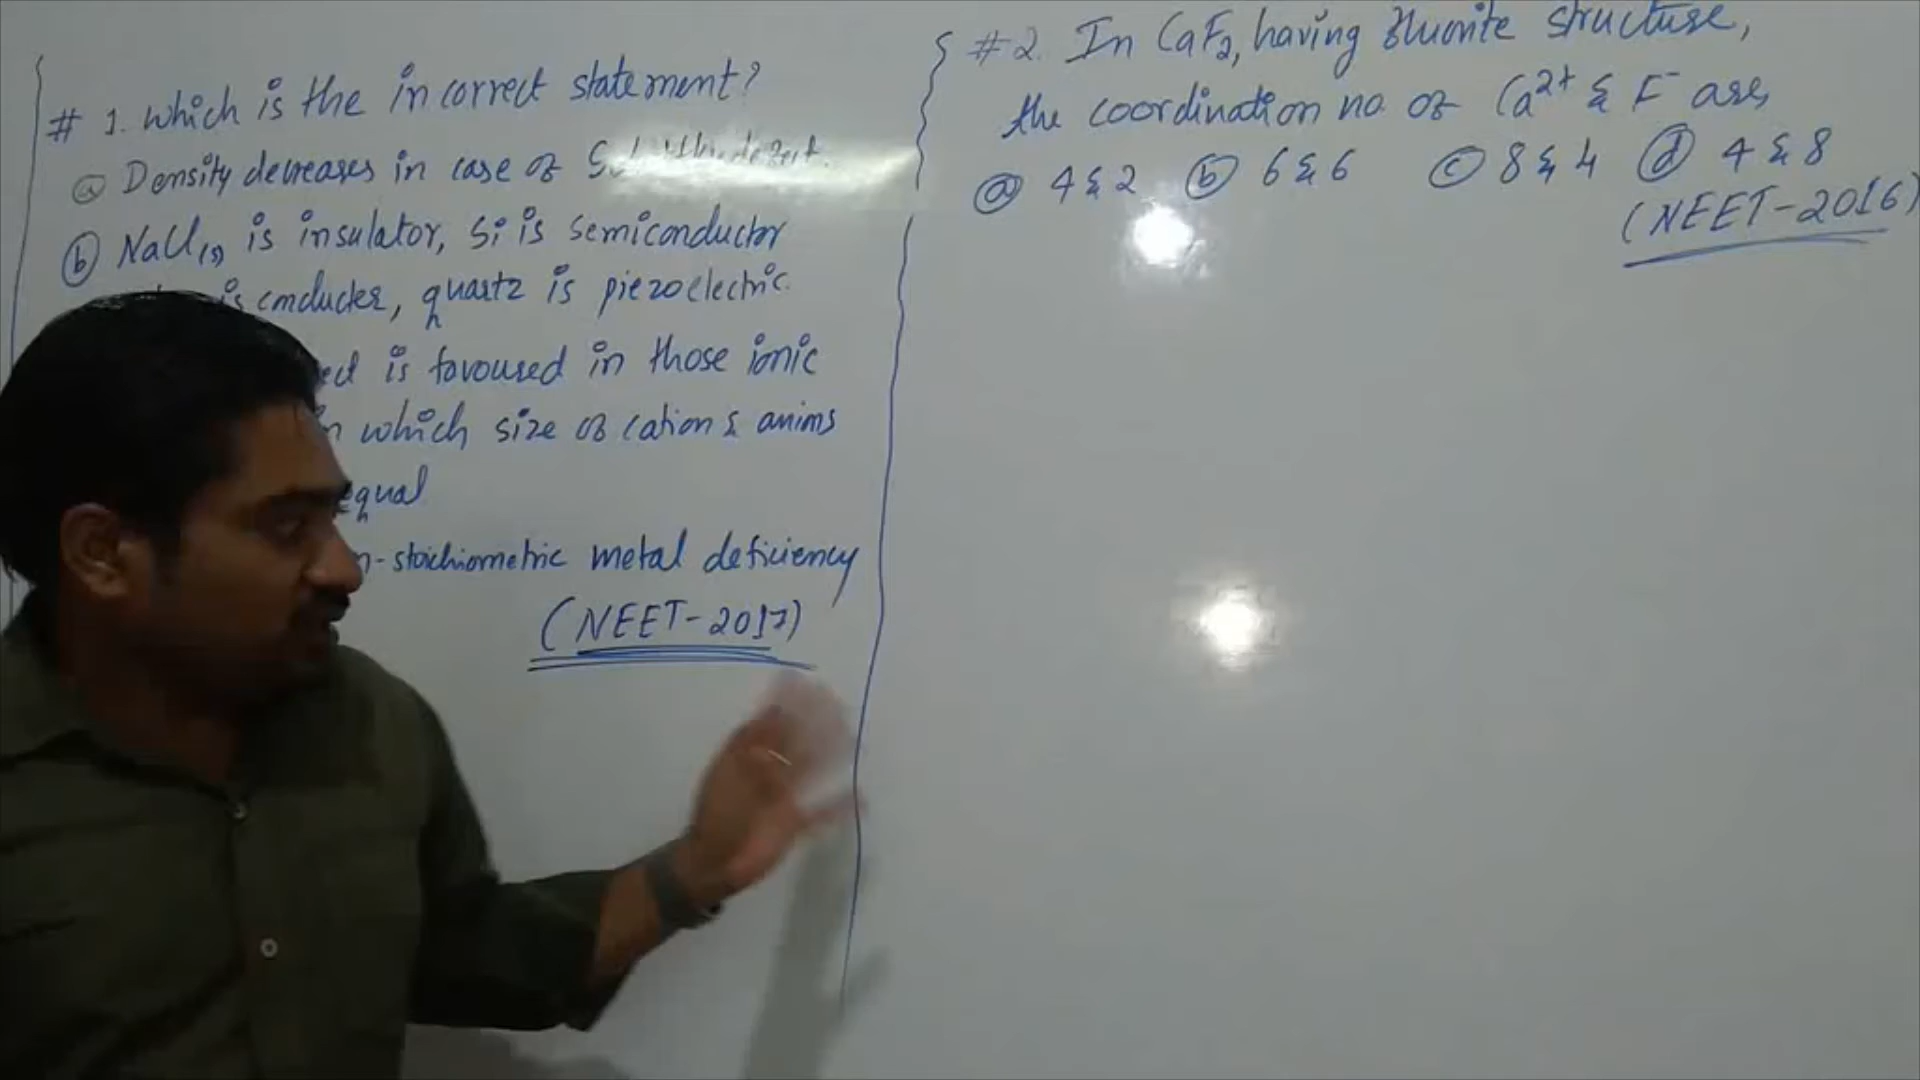 # 1. Which is the incorrect statement?
ⓐ Density decreases in case of
ⓑ NaCl(s) is insulator, Si is semiconductor
is conducter, quartz is piezoelectric.
is favoured in those ionic
which size of cation & anions
equal
-stoichiometric metal deficiency
(NEET-2017)
# 2. In CaF2, having fluorite structure,
the coordination no. of Ca2+ & F- are,
ⓐ 4 & 2 ⓑ 6 & 6 ⓒ 8 & 4 ⓓ 4 & 8
(NEET-2016)